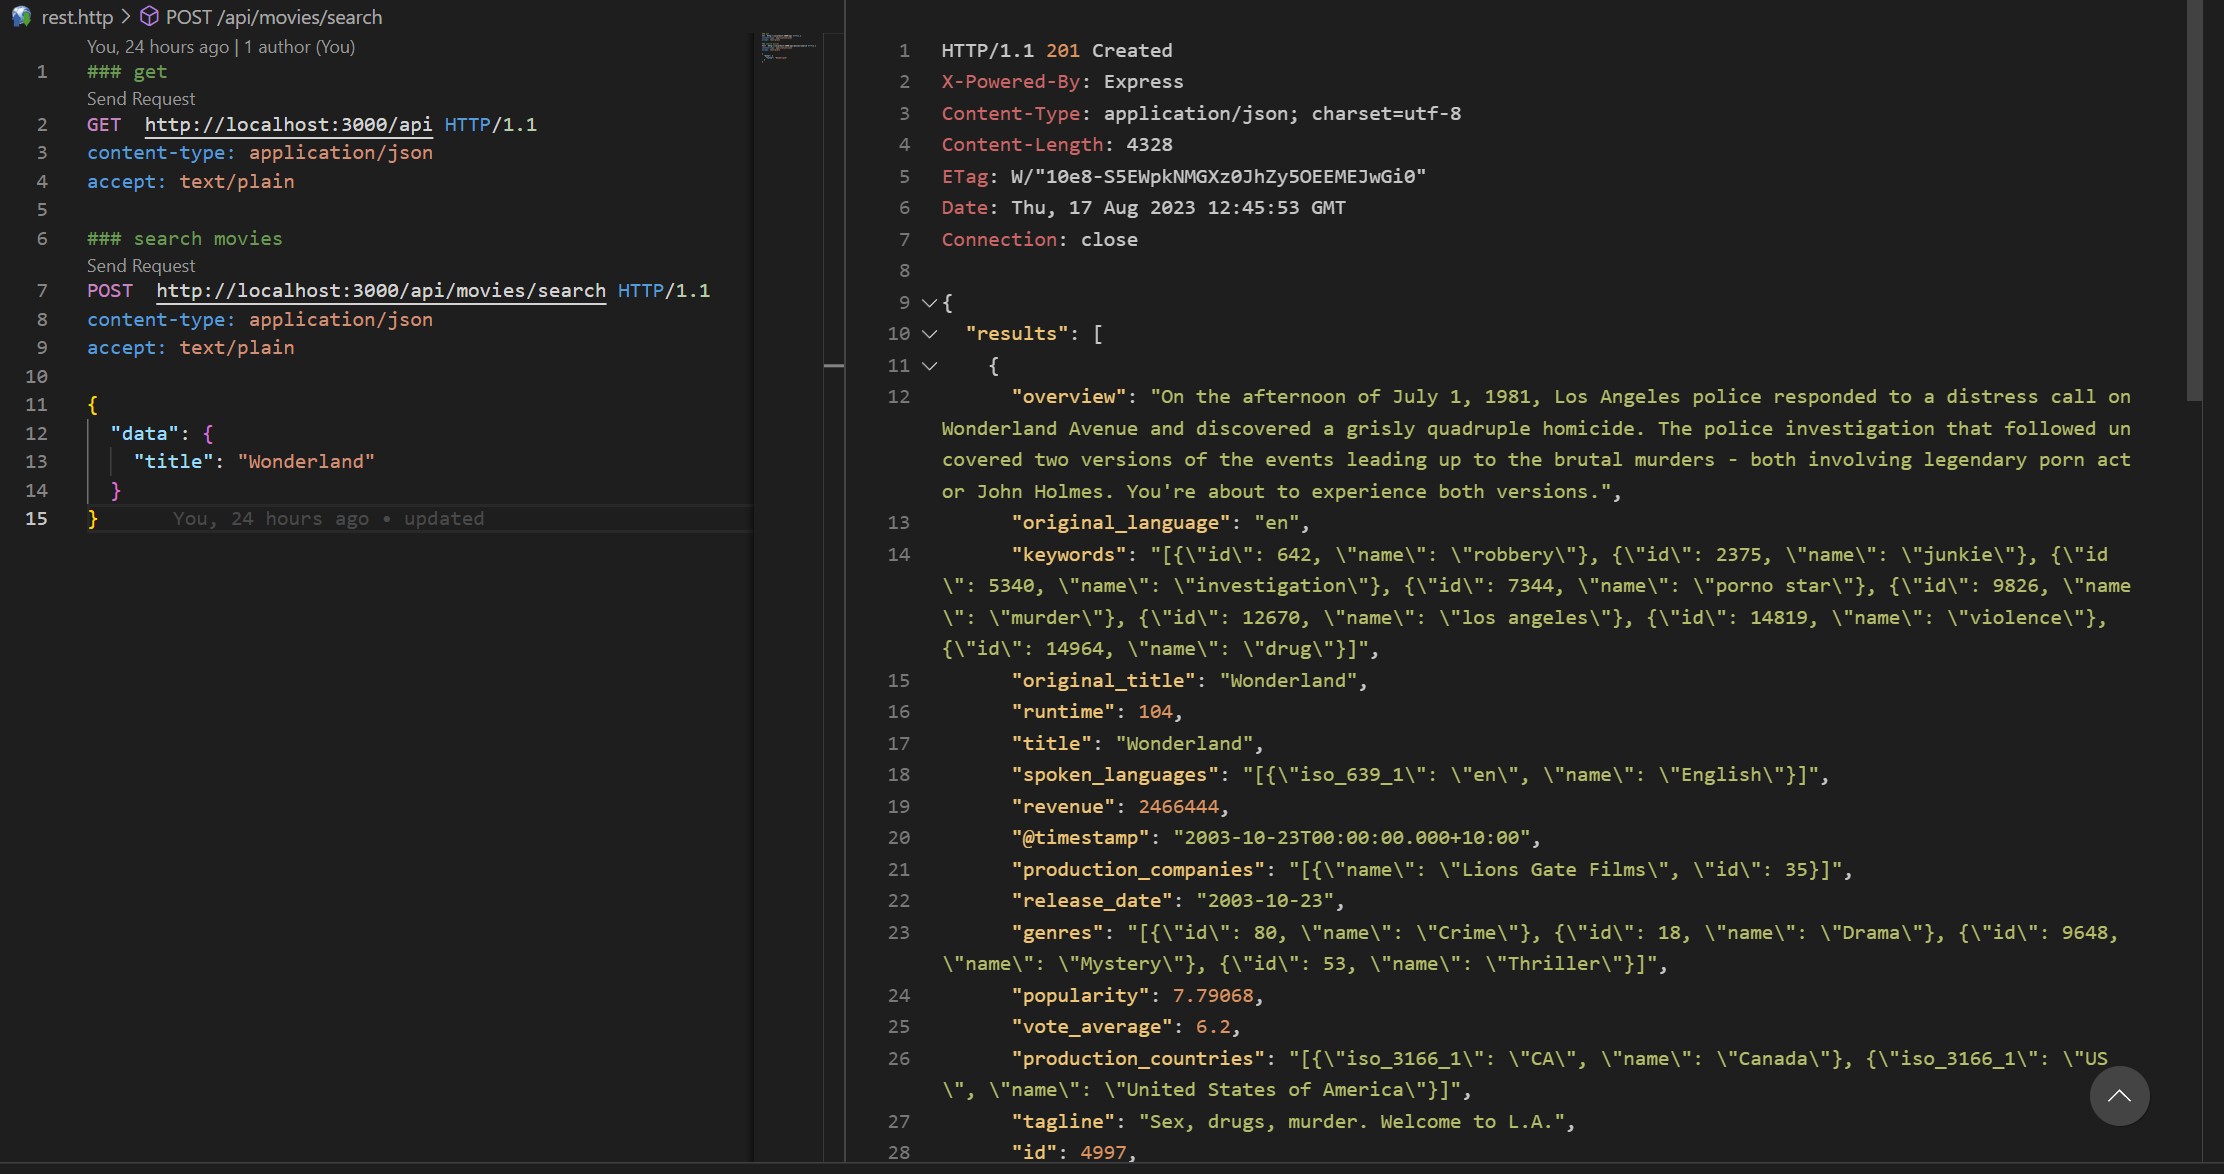 rest.http > POST /api/movies/search
You, 24 hours ago | 1 author (You)
1 ### get
Send Request
2 GET http://localhost:3000/api HTTP/1.1
3 content-type: application/json
4 accept: text/plain
5
6 ### search movies
Send Request
7 POST http://localhost:3000/api/movies/search HTTP/1.1
8 content-type: application/json
9 accept: text/plain
10
11 {
12 "data": {
13 "title": "Wonderland"
14 }
15 } You, 24 hours ago • updated
1 HTTP/1.1 201 Created
2 X-Powered-By: Express
3 Content-Type: application/json; charset=utf-8
4 Content-Length: 4328
5 ETag: W/"10e8-S5EWpkNMGXz0JhZy5OEEMEJwGi0"
6 Date: Thu, 17 Aug 2023 12:45:53 GMT
7 Connection: close
8
9 {
10 "results": [
11 {
12 "overview": "On the afternoon of July 1, 1981, Los Angeles police responded to a distress call on
Wonderland Avenue and discovered a grisly quadruple homicide. The police investigation that followed un
covered two versions of the events leading up to the brutal murders - both involving legendary porn act
or John Holmes. You're about to experience both versions.",
13 "original_language": "en",
14 "keywords": "[{\"id\": 642, \"name\": \"robbery\"}, {\"id\": 2375, \"name\": \"junkie\"}, {\"id
\": 5340, \"name\": \"investigation\"}, {\"id\": 7344, \"name\": \"porno star\"}, {\"id\": 9826, \"name
\": \"murder\"}, {\"id\": 12670, \"name\": \"los angeles\"}, {\"id\": 14819, \"name\": \"violence\"},
{\"id\": 14964, \"name\": \"drug\"}]",
15 "original_title": "Wonderland",
16 "runtime": 104,
17 "title": "Wonderland",
18 "spoken_languages": "[{\"iso_639_1\": \"en\", \"name\": \"English\"}]",
19 "revenue": 2466444,
20 "@timestamp": "2003-10-23T00:00:00.000+10:00",
21 "production_companies": "[{\"name\": \"Lions Gate Films\", \"id\": 35}]",
22 "release_date": "2003-10-23",
23 "genres": "[{\"id\": 80, \"name\": \"Crime\"}, {\"id\": 18, \"name\": \"Drama\"}, {\"id\": 9648,
\"name\": \"Mystery\"}, {\"id\": 53, \"name\": \"Thriller\"}]",
24 "popularity": 7.79068,
25 "vote_average": 6.2,
26 "production_countries": "[{\"iso_3166_1\": \"CA\", \"name\": \"Canada\"}, {\"iso_3166_1\": \"US
\", \"name\": \"United States of America\"}]",
27 "tagline": "Sex, drugs, murder. Welcome to L.A.",
28 "id": 4997,